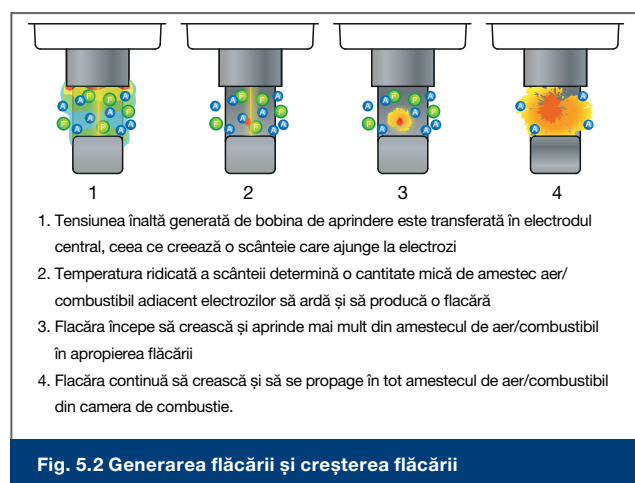 A F A F A A F A A F A
A F A F A A F A A F A
A F A F A A F A F A
A A A A
1 2 3 4
1. Tensiunea înaltă generată de bobina de aprindere este transferată în electrodul
central, ceea ce creează o scânteie care ajunge la electrozi
2. Temperatura ridicată a scânteii determină o cantitate mică de amestec aer/
combustibil adiacent electrozilor să ardă și să producă o flacără
3. Flacăra începe să crească și aprinde mai mult din amestecul de aer/combustibil
în apropierea flăcării
4. Flacăra continuă să crească și să se propage în tot amestecul de aer/combustibil
din camera de combustie.
Fig. 5.2 Generarea flăcării și creșterea flăcării